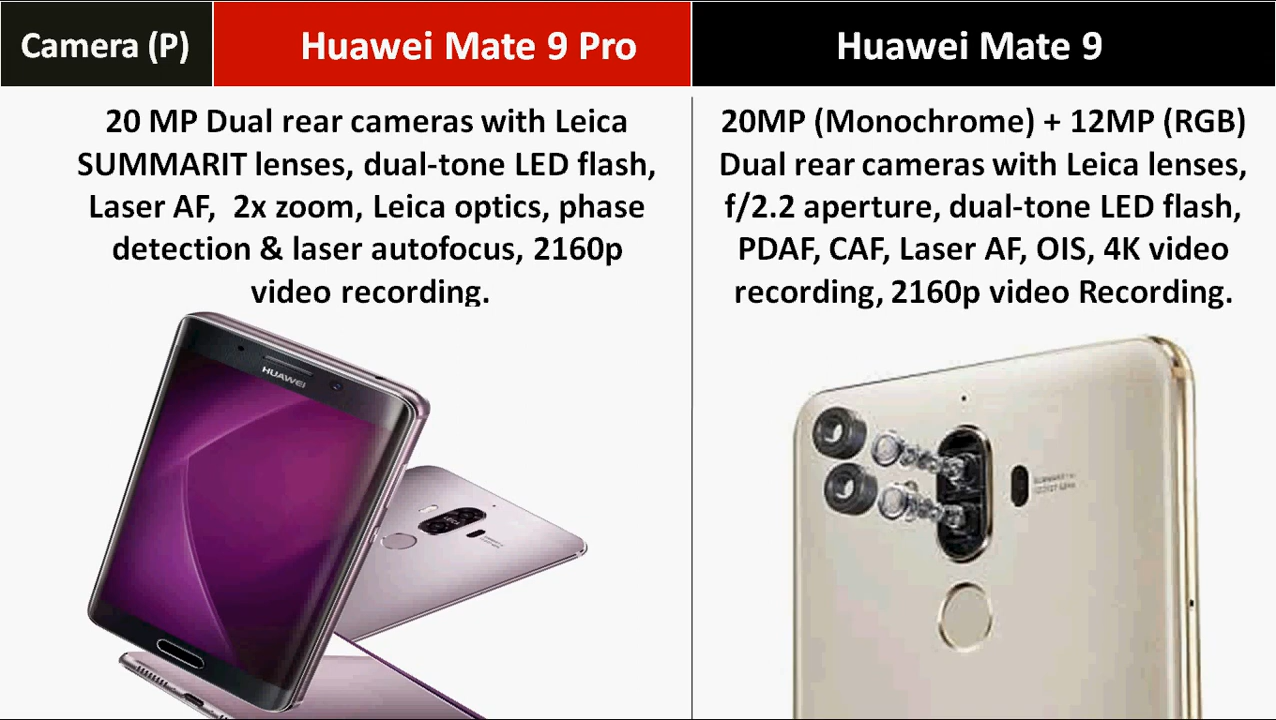 Camera (P)
Huawei Mate 9 Pro
Huawei Mate 9
20 MP Dual rear cameras with Leica
SUMMARIT lenses, dual-tone LED flash,
Laser AF,  2x zoom, Leica optics, phase
detection & laser autofocus, 2160p
video recording.
20MP (Monochrome) + 12MP (RGB)
Dual rear cameras with Leica lenses,
f/2.2 aperture, dual-tone LED flash,
PDAF, CAF, Laser AF, OIS, 4K video
recording, 2160p video Recording.
HUAWEI